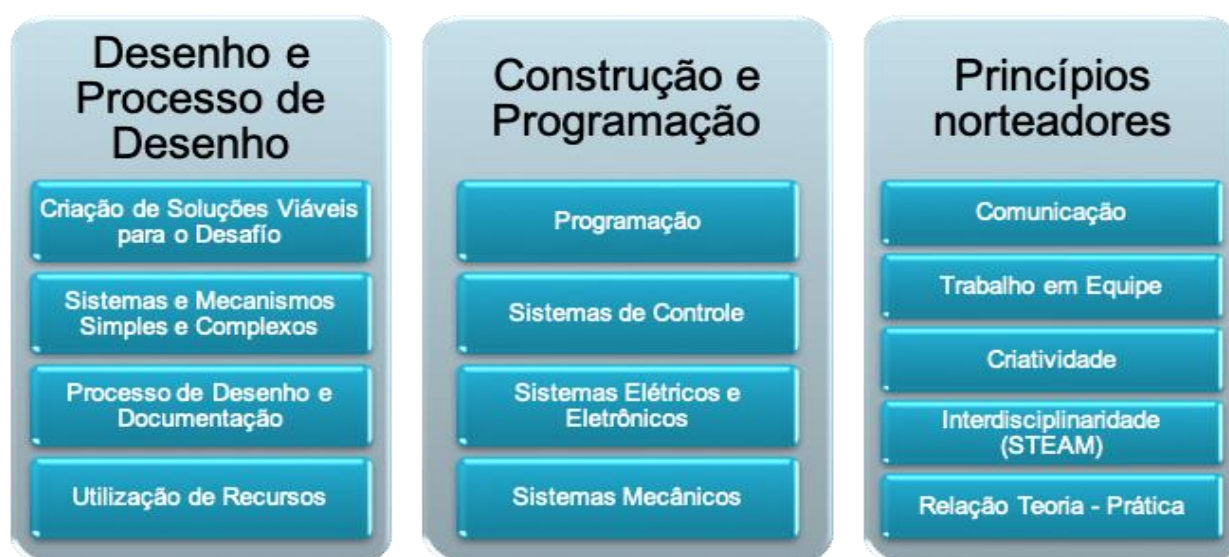 Desenho e
Processo de
Desenho
Criação de Soluções Viáveis
para o Desafío
Sistemas e Mecanismos
Simples e Complexos
Processo de Desenho e
Documentação
Utilização de Recursos
Construção e
Programação
Programação
Sistemas de Controle
Sistemas Elétricos e
Eletrônicos
Sistemas Mecânicos
Princípios
norteadores
Comunicação
Trabalho em Equipe
Criatividade
Interdisciplinaridade
(STEAM)
Relação Teoria - Prática